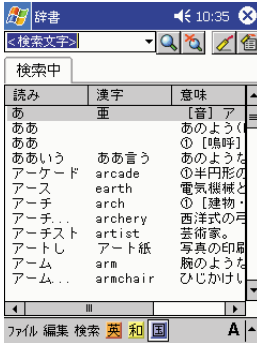 辞書 10:35
<検索文字>
検索中
読み 漢字 意味
あ 亜 [音] ア
ああ あのよう(
ああ ① [嗚呼]
ああいう ああ言う あのような
アーケード arcade ①半円形の
アース earth 電気機械と
アーチ arch ① [建物・
アーチ... archery 西洋式の弓
アーチスト artist 芸術家。
アートし アート紙 写真の印刷
アーム arm 腕のような
アーム... armchair ひじかけい
ファイル 編集 検索 英 和 国 A